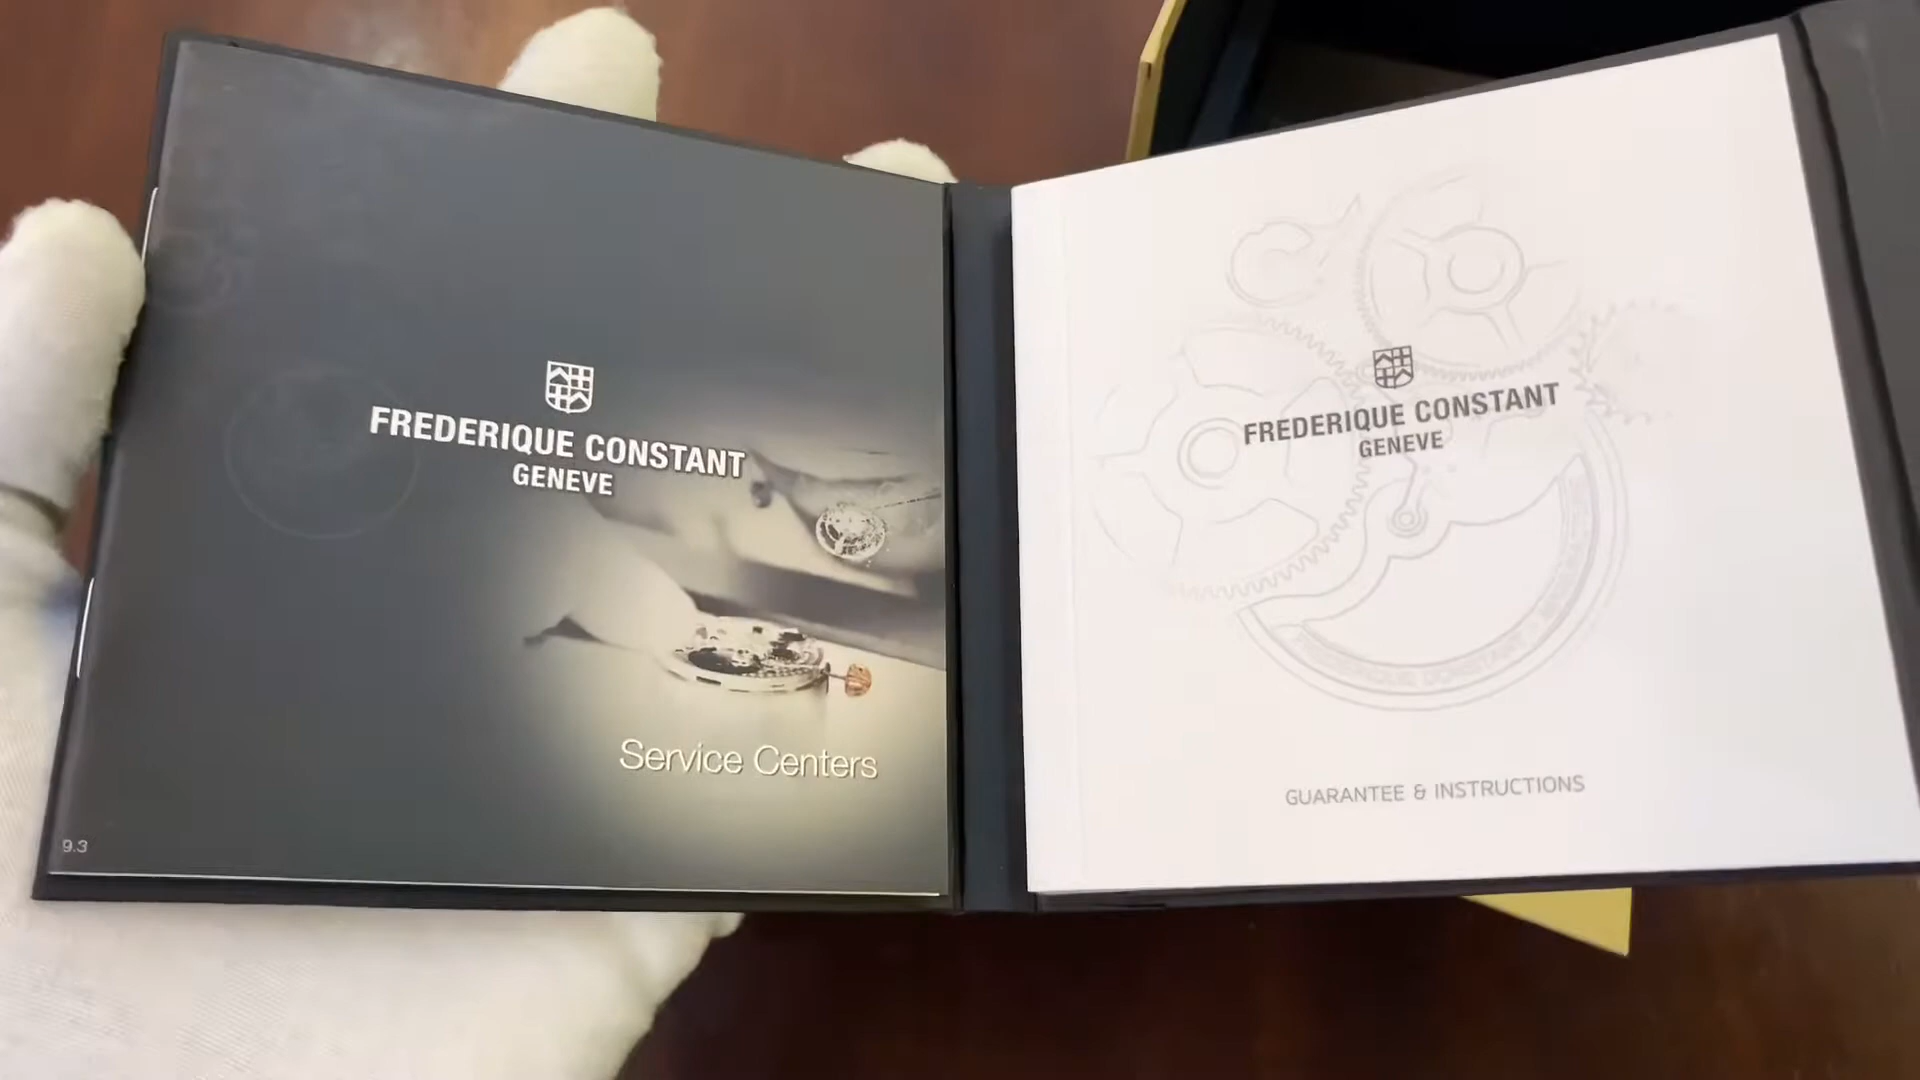 FREDERIQUE CONSTANT
GENEVE
Service Centers
9.3
FREDERIQUE CONSTANT
GENEVE
GUARANTEE & INSTRUCTIONS